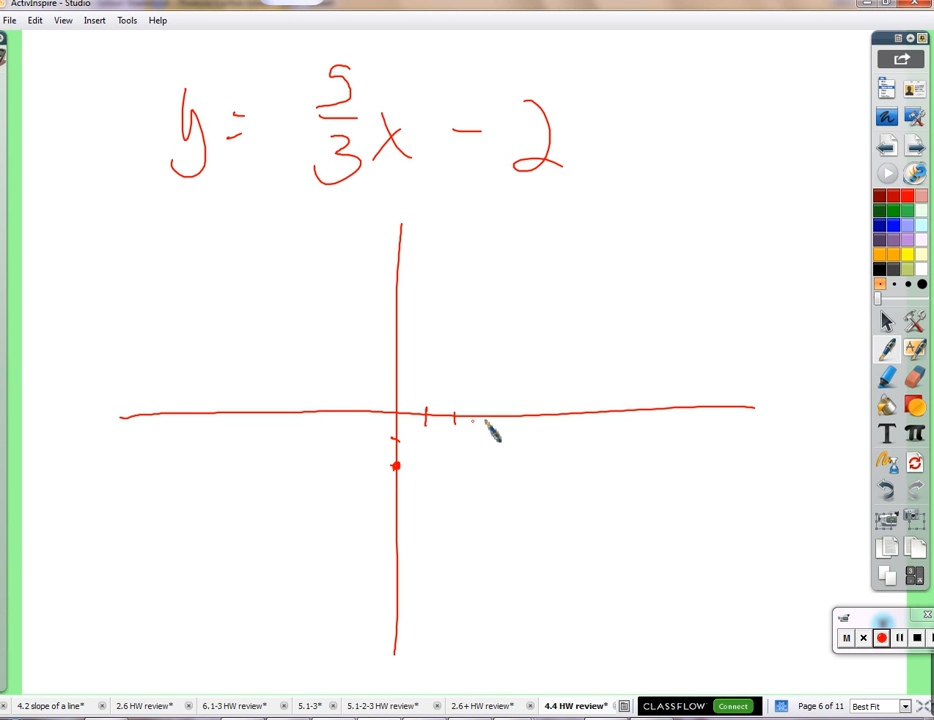 ActivInspire - Studio
File Edit View Insert Tools Help
y = 5/3 x - 2
M
4.2 slope of a line* 2.6 HW review* 6.1-3 HW review* 5.1-3* 5.1-2-3 HW review* 2.6+ HW review* 4.4 HW review* CLASSFLOW Connect Page 6 of 11 Best Fit